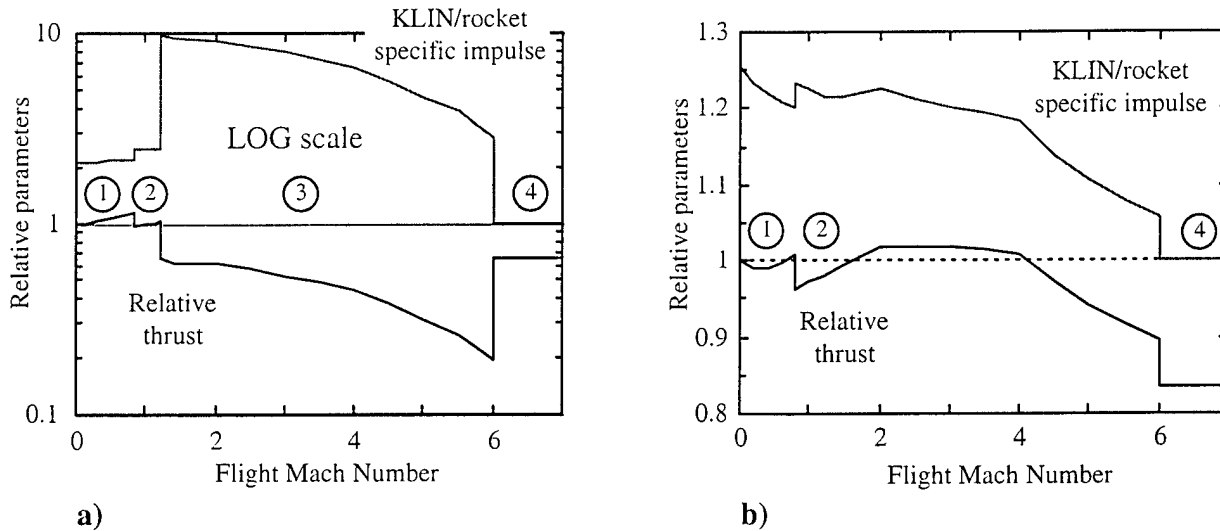 KLIN/rocket
specific impulse
LOG scale
Relative parameters
10
1
0.1
1
2
3
4
Relative
thrust
0
2
4
6
Flight Mach Number
a)
KLIN/rocket
specific impulse
Relative parameters
1.3
1.2
1.1
1
0.9
0.8
1
2
4
Relative
thrust
0
2
4
6
Flight Mach Number
b)